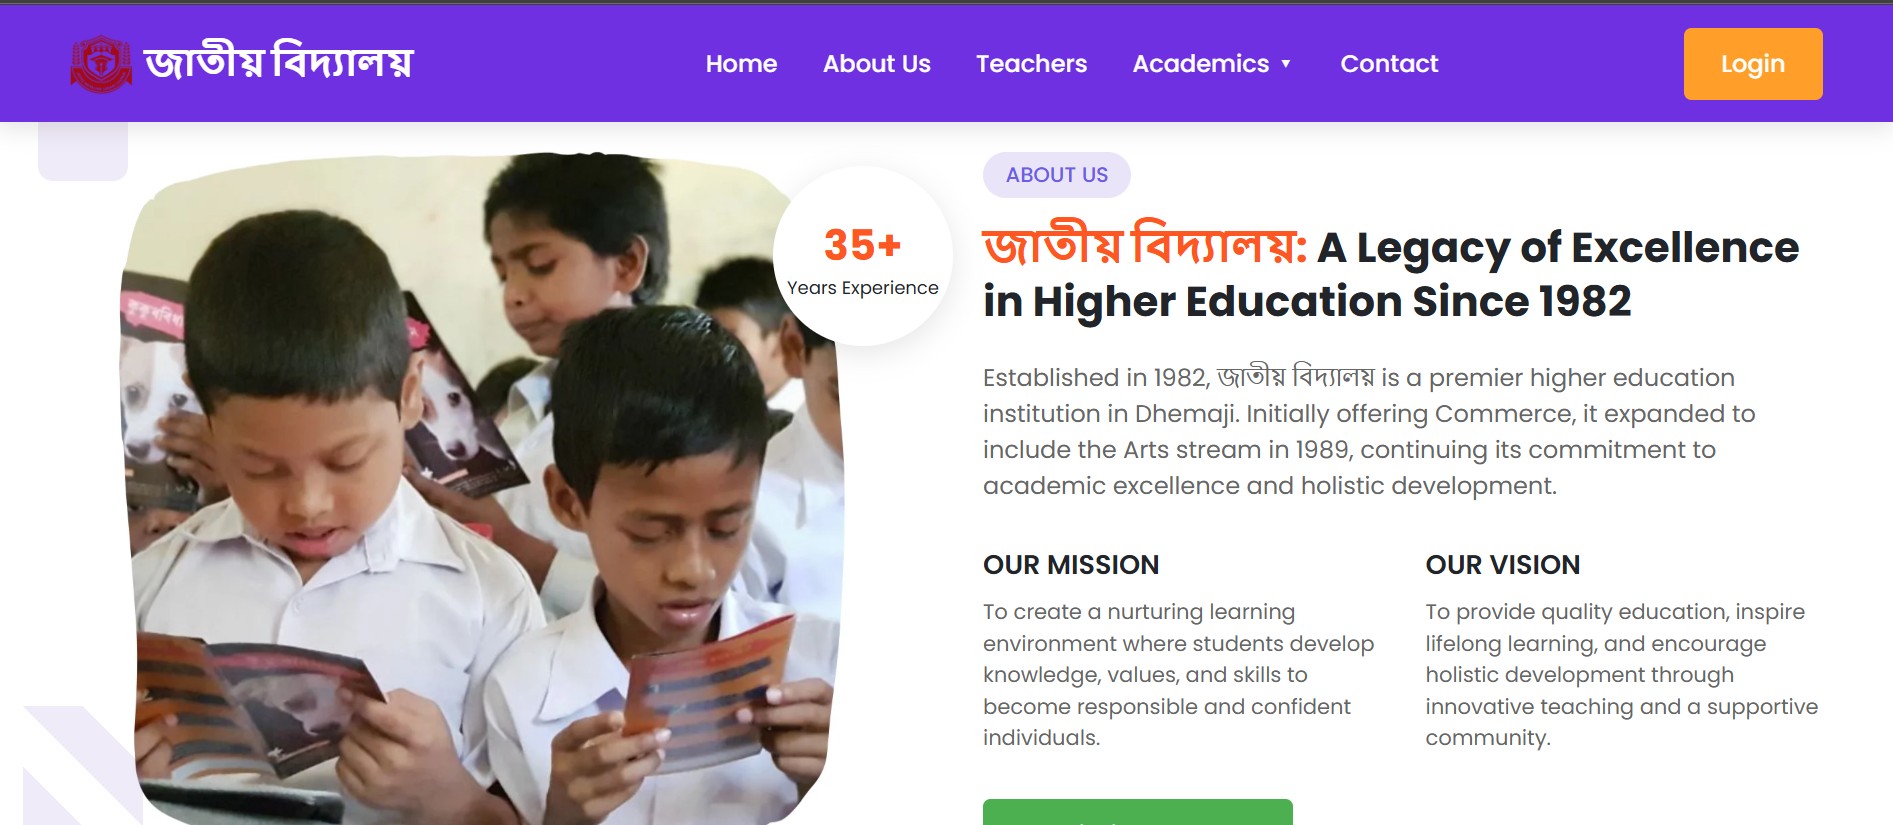 জাতীয় বিদ্যালয়
Home About Us Teachers Academics ▼ Contact
Login
35+
Years Experience
ABOUT US
জাতীয় বিদ্যালয়: A Legacy of Excellence
in Higher Education Since 1982
Established in 1982, জাতীয় বিদ্যালয় is a premier higher education
institution in Dhemaji. Initially offering Commerce, it expanded to
include the Arts stream in 1989, continuing its commitment to
academic excellence and holistic development.
OUR MISSION
To create a nurturing learning
environment where students develop
knowledge, values, and skills to
become responsible and confident
individuals.
OUR VISION
To provide quality education, inspire
lifelong learning, and encourage
holistic development through
innovative teaching and a supportive
community.